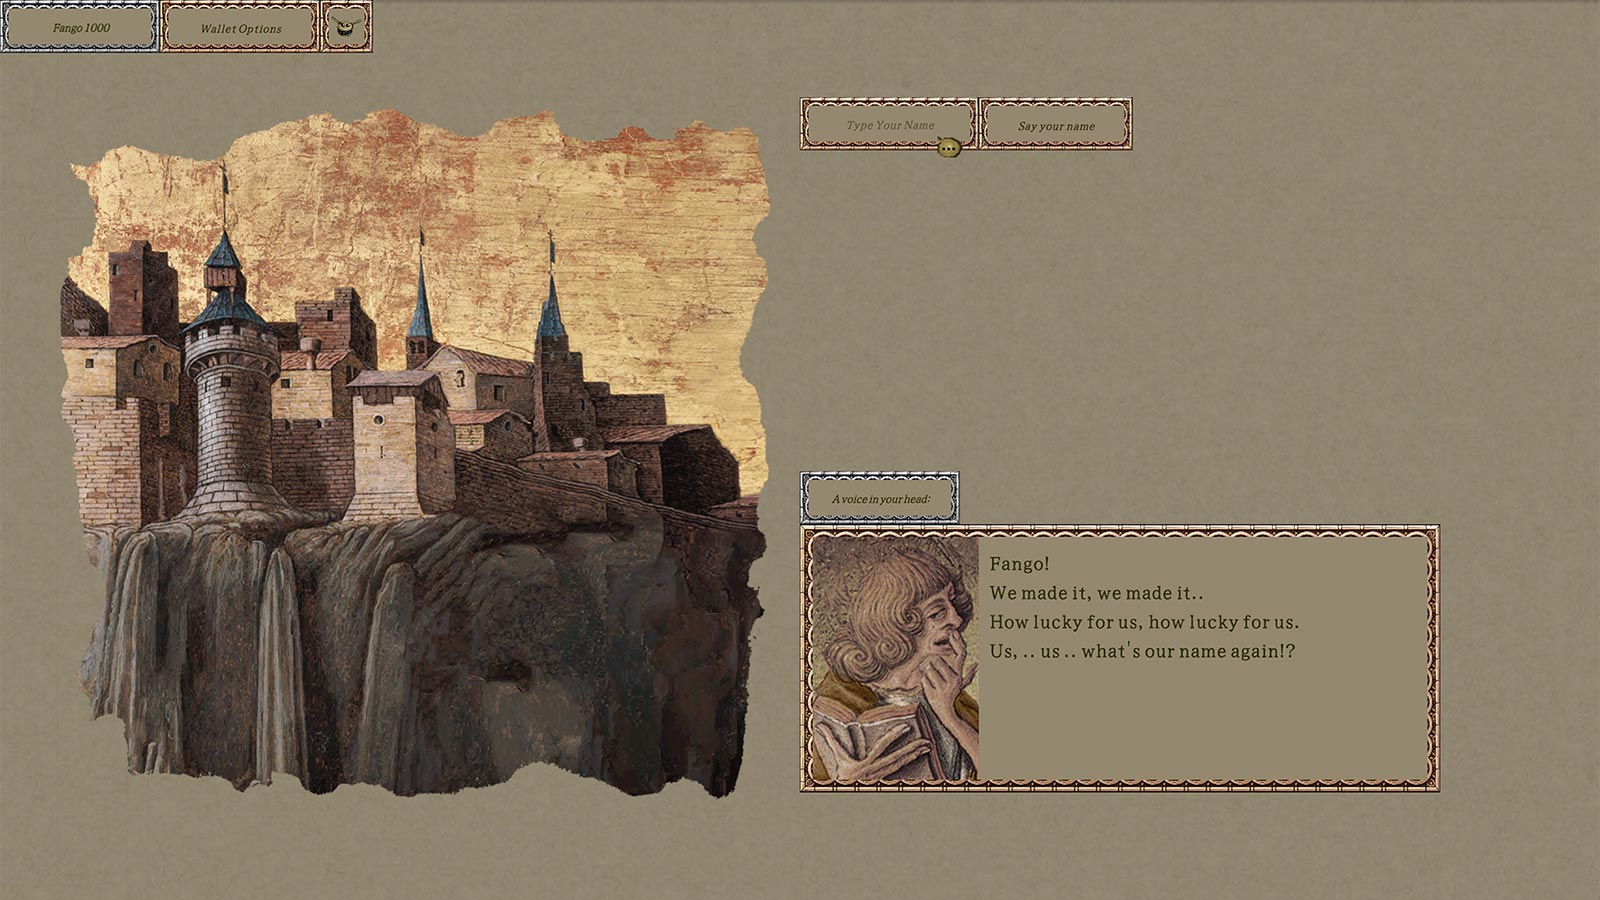 Fango 1000
Wallet Options
Type Your Name
Say your name
A voice in your head:
Fango!
We made it, we made it..
How lucky for us, how lucky for us.
Us, .. us .. what's our name again!?